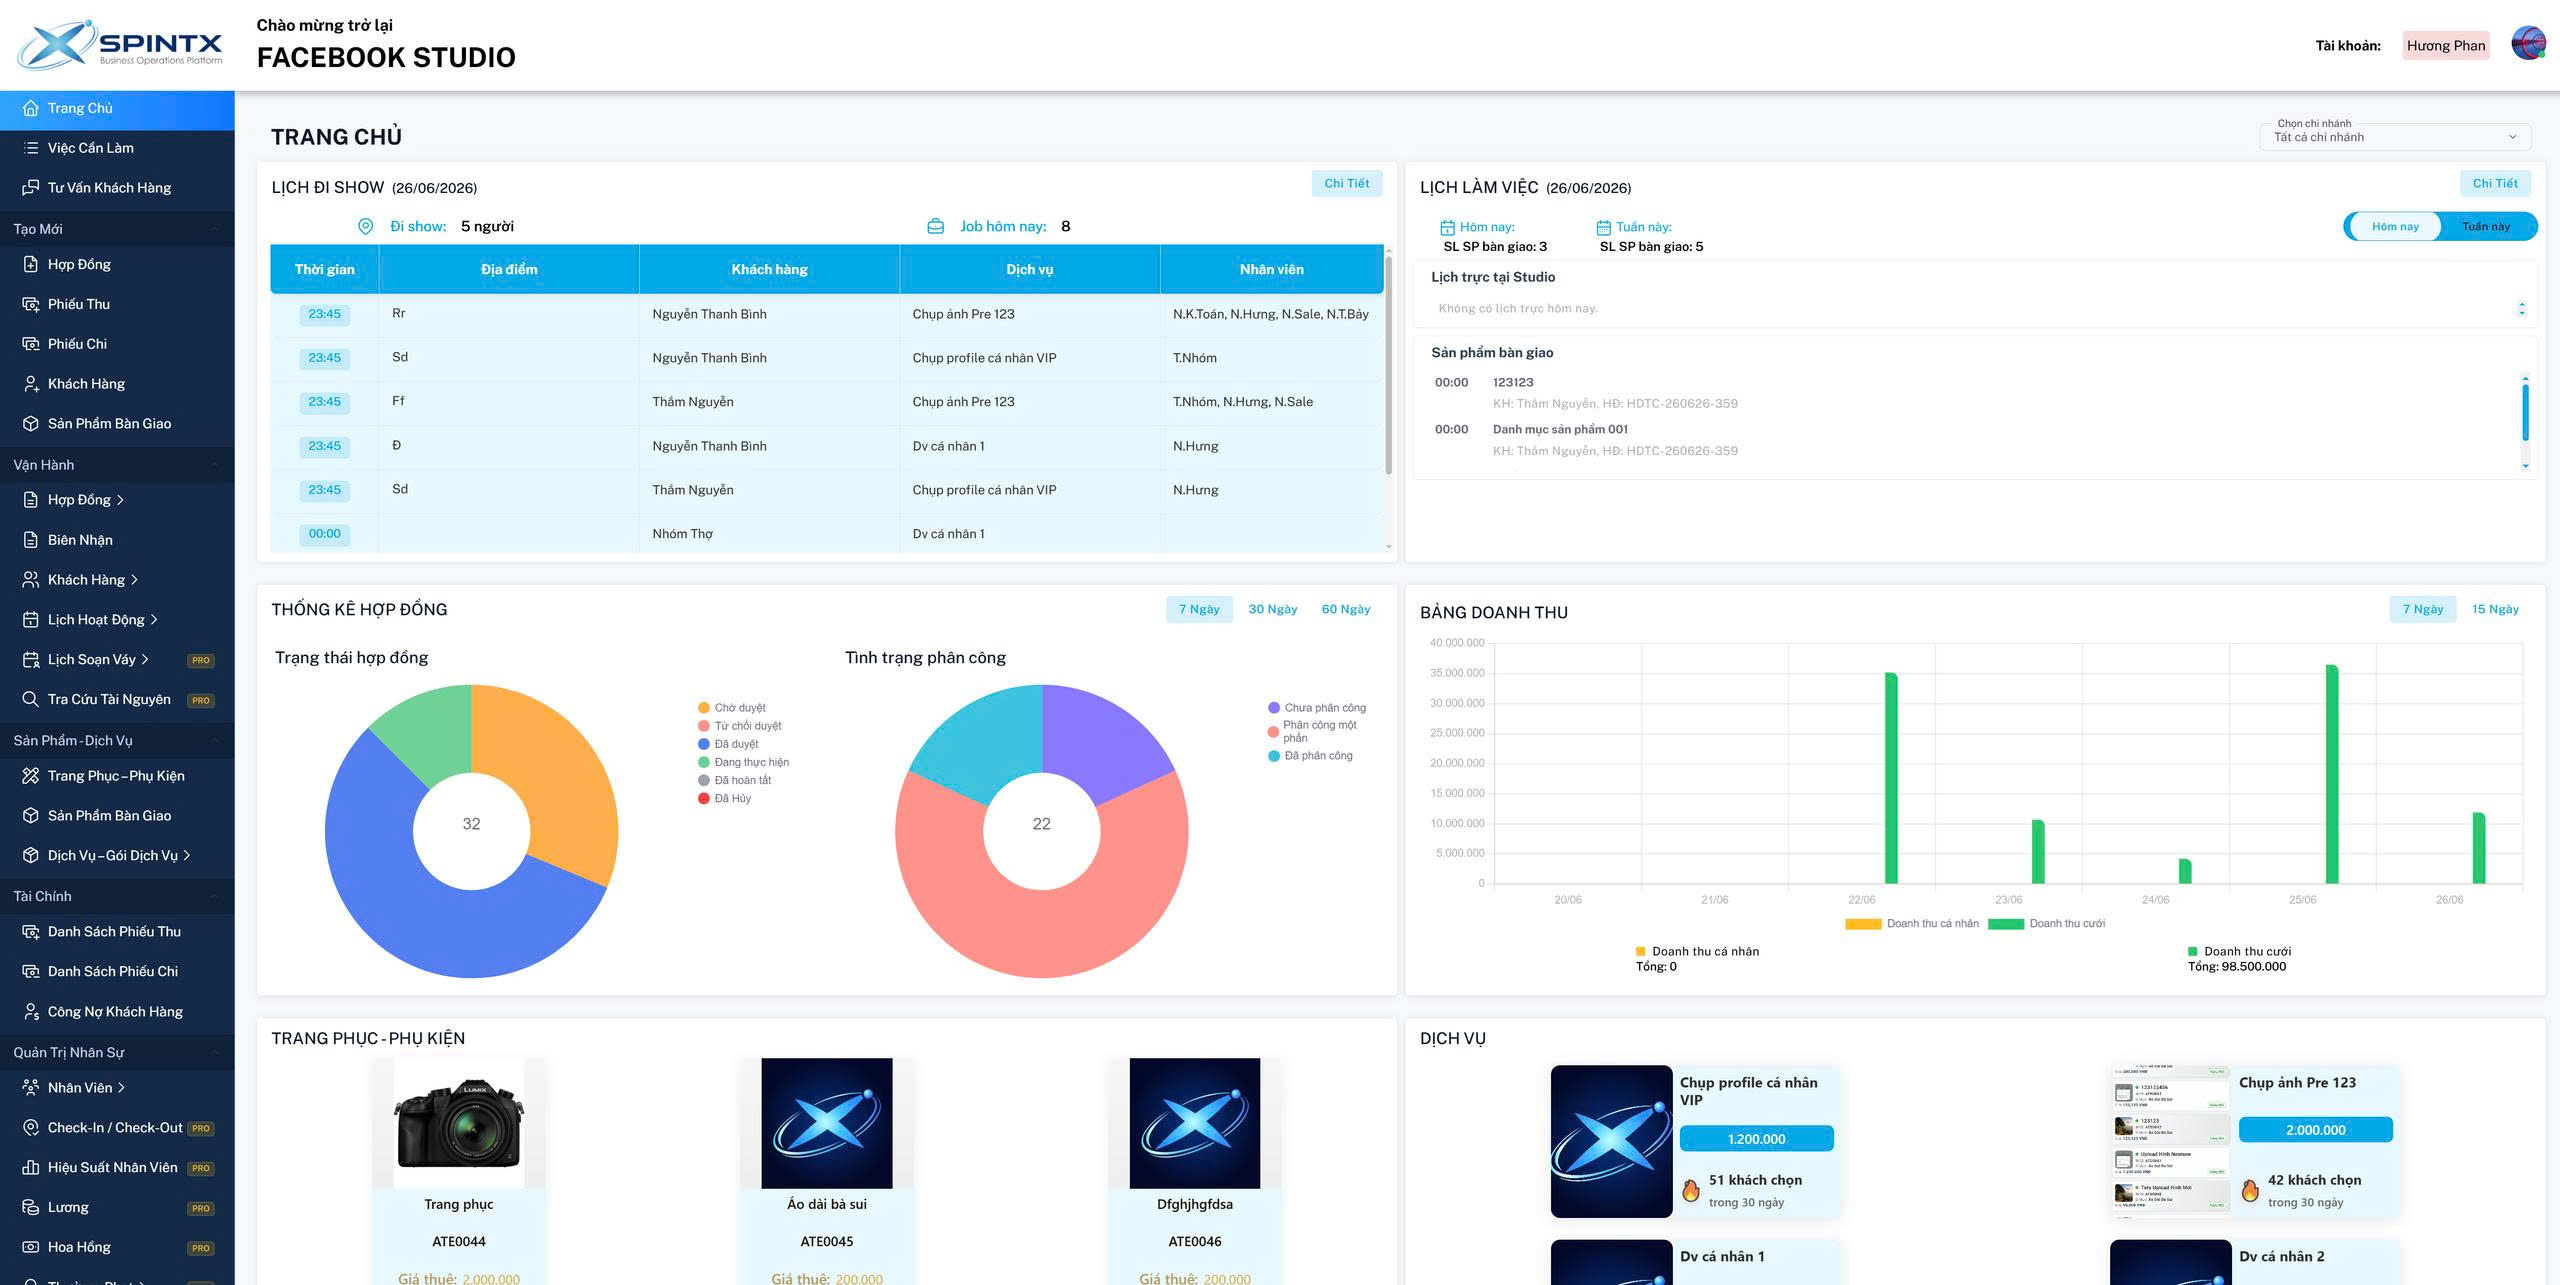 SPINTX
Business Operations Platform
Chào mừng trở lại
FACEBOOK STUDIO
Tài khoản:
Hương Phan
Trang Chủ
Việc Cần Làm
Tư Vấn Khách Hàng
Tạo Mới
Hợp Đồng
Phiếu Thu
Phiếu Chi
Khách Hàng
Sản Phẩm Bàn Giao
Vận Hành
Hợp Đồng >
Biên Nhận
Khách Hàng >
Lịch Hoạt Động >
Lịch Soạn Váy > PRO
Tra Cứu Tài Nguyên PRO
Sản Phẩm - Dịch Vụ
Trang Phục – Phụ Kiện
Sản Phẩm Bàn Giao
Dịch Vụ – Gói Dịch Vụ >
Tài Chính
Danh Sách Phiếu Thu
Danh Sách Phiếu Chi
Công Nợ Khách Hàng
Quản Trị Nhân Sự
Nhân Viên >
Check-In / Check-Out PRO
Hiệu Suất Nhân Viên PRO
Lương PRO
Hoa Hồng PRO
TRANG CHỦ
Chọn chi nhánh
Tất cả chi nhánh
LỊCH ĐI SHOW (26/06/2026)
Chi Tiết
Đi show: 5 người
Job hôm nay: 8
Thời gian Địa điểm Khách hàng Dịch vụ Nhân viên
23:45 Rr Nguyễn Thanh Bình Chụp ảnh Pre 123 N.K.Toán, N.Hưng, N.Sale, N.T.Bảy
23:45 Sd Nguyễn Thanh Bình Chụp profile cá nhân VIP T.Nhóm
23:45 Ff Thắm Nguyễn Chụp ảnh Pre 123 T.Nhóm, N.Hưng, N.Sale
23:45 Đ Nguyễn Thanh Bình Dv cá nhân 1 N.Hưng
23:45 Sd Thắm Nguyễn Chụp profile cá nhân VIP N.Hưng
00:00 Nhóm Thợ Dv cá nhân 1
LỊCH LÀM VIỆC (26/06/2026)
Chi Tiết
Hôm nay:
SL SP bàn giao: 3
Tuần này:
SL SP bàn giao: 5
Hôm nay Tuần này
Lịch trực tại Studio
Không có lịch trực hôm nay.
Sản phẩm bàn giao
00:00 123123
KH: Thắm Nguyễn, HĐ: HDTC-260626-359
00:00 Danh mục sản phẩm 001
KH: Thắm Nguyễn, HĐ: HDTC-260626-359
THỐNG KÊ HỢP ĐỒNG
7 Ngày 30 Ngày 60 Ngày
Trạng thái hợp đồng
32
Chờ duyệt
Từ chối duyệt
Đã duyệt
Đang thực hiện
Đã hoàn tất
Đã Hủy
Tình trạng phân công
22
Chưa phân công
Phân công một
phần
Đã phân công
BẢNG DOANH THU
7 Ngày 15 Ngày
40.000.000
35.000.000
30.000.000
25.000.000
20.000.000
15.000.000
10.000.000
5.000.000
0
20/06 21/06 22/06 23/06 24/06 25/06 26/06
Doanh thu cá nhân Doanh thu cưới
Doanh thu cá nhân
Tổng: 0
Doanh thu cưới
Tổng: 98.500.000
TRANG PHỤC - PHỤ KIỆN
LUMIX
Trang phục
ATE0044
Giá thuê: 2.000.000
Áo dài bà sui
ATE0045
Giá thuê: 200.000
Dfghjhgfdsa
ATE0046
Giá thuê: 200.000
DỊCH VỤ
Chụp profile cá nhân
VIP
1.200.000
51 khách chọn
trong 30 ngày
Chụp ảnh Pre 123
2.000.000
42 khách chọn
trong 30 ngày
Dv cá nhân 1
Dv cá nhân 2